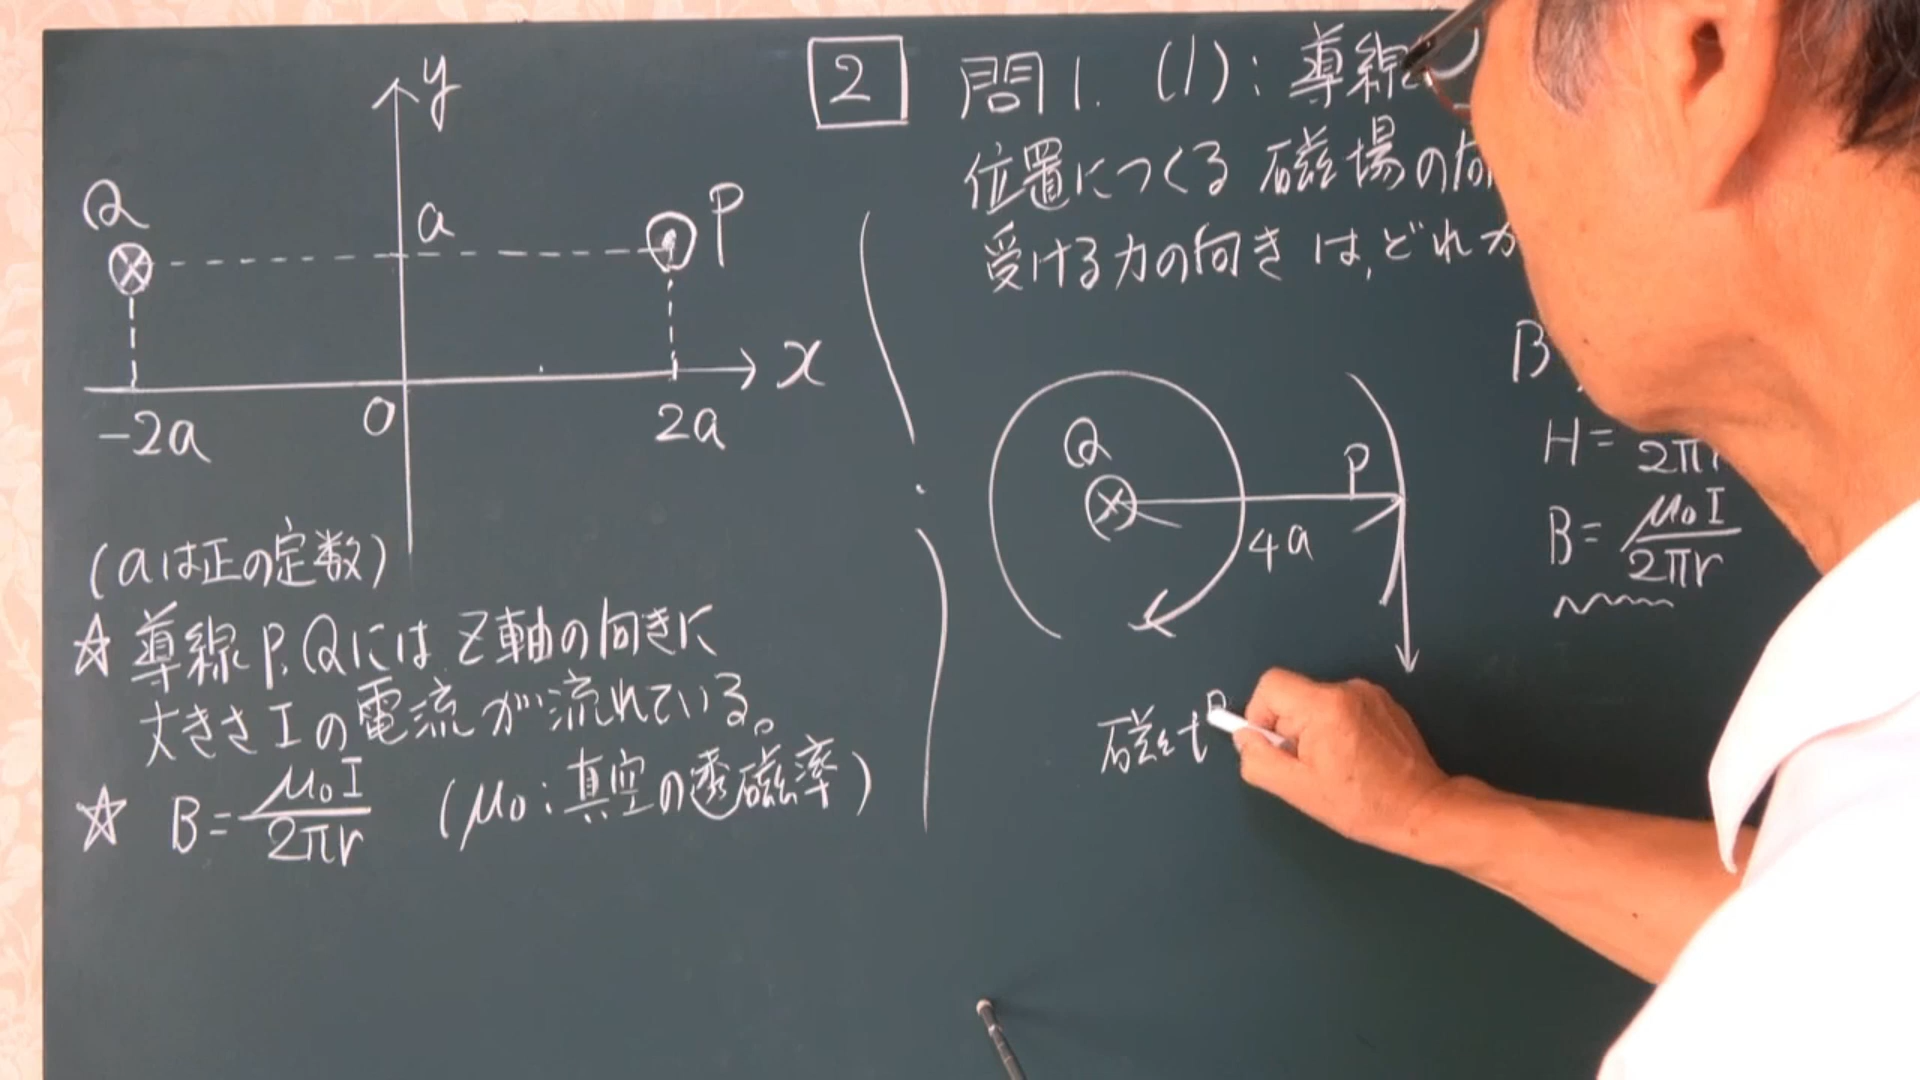 y
Q
a
P
x
-2a
0
2a
(aは正の定数)
☆ 導線P,Qにはz軸の向きに
大きさIの電流が流れている。
☆ B=μ0I/2πr (μ0:真空の透磁率)
2 問1. (1):導線
位置につくる磁場の向
受ける力の向きは,どれか
B
H=
2π
B=μ0I/2πr
Q
P
4a
磁